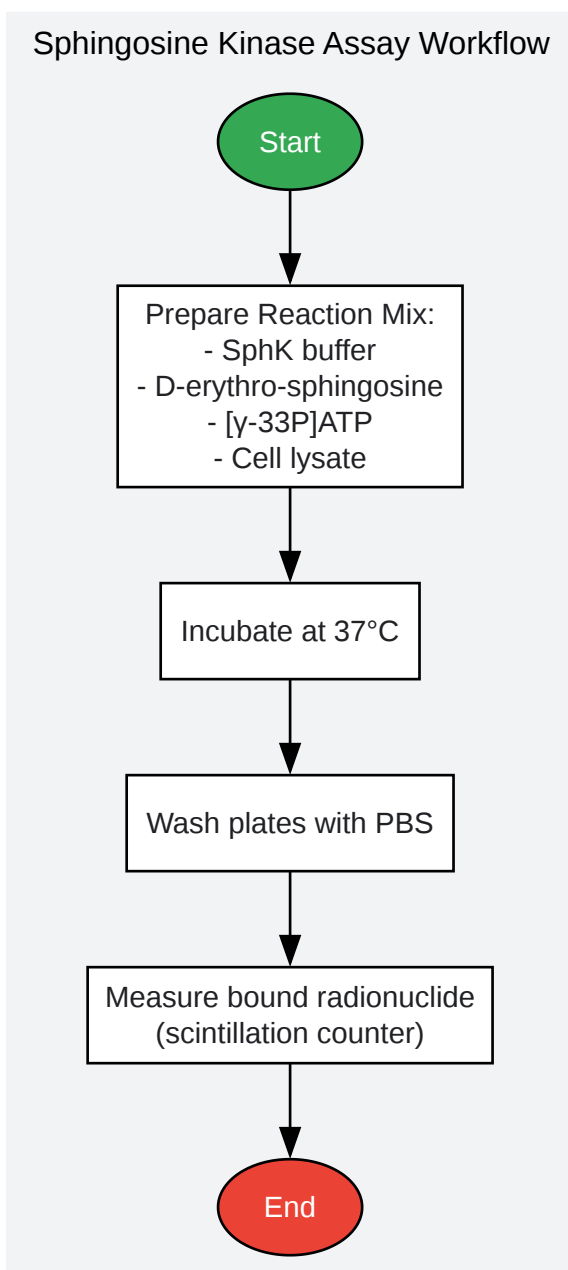 Sphingosine Kinase Assay Workflow
Start
Prepare Reaction Mix:
- SphK buffer
- D-erythro-sphingosine
- [γ-33P]ATP
- Cell lysate
Incubate at 37°C
Wash plates with PBS
Measure bound radionuclide
(scintillation counter)
End